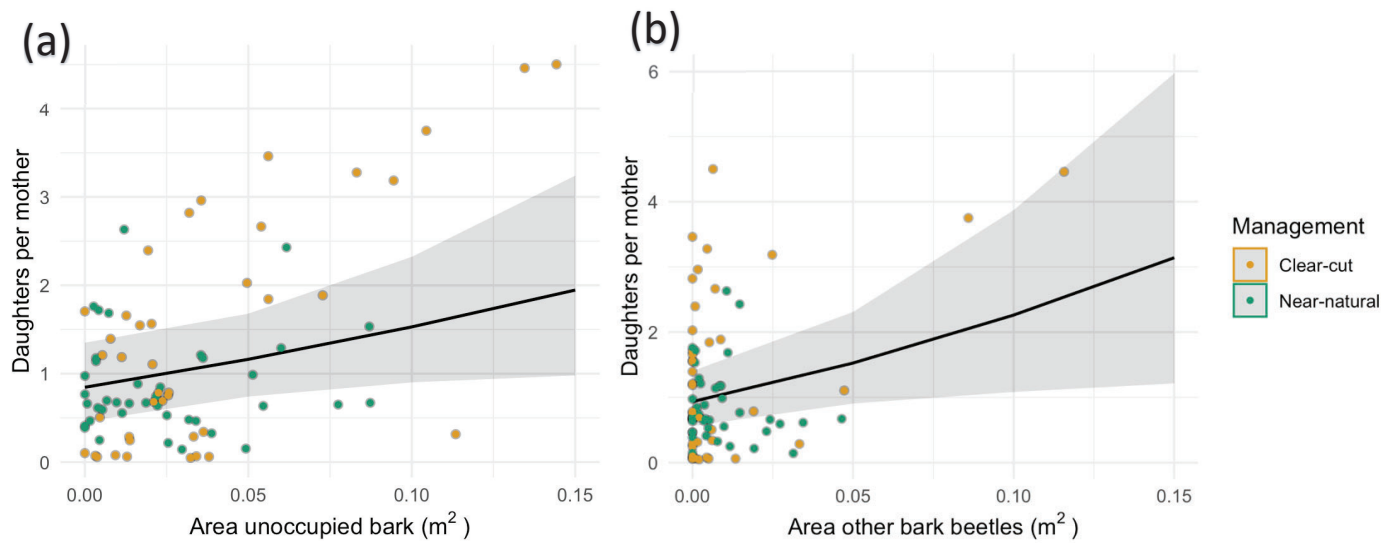 (a)
Daughters per mother
4
3
2
1
0
0.00 0.05 0.10 0.15
Area unoccupied bark (m²)
(b)
Daughters per mother
6
4
2
0
0.00 0.05 0.10 0.15
Area other bark beetles (m²)
Management
Clear-cut
Near-natural